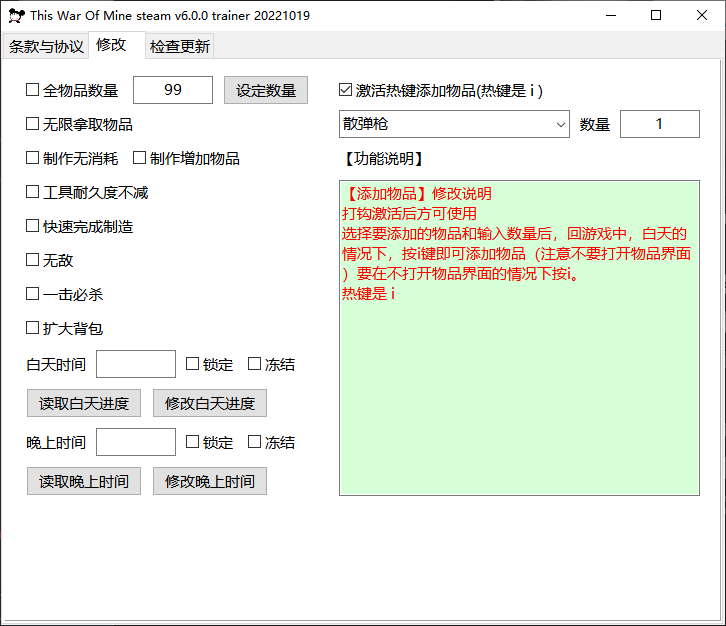 This War Of Mine steam v6.0.0 trainer 20221019
条款与协议 修改 检查更新
全物品数量 99 设定数量
激活热键添加物品(热键是 i )
无限拿取物品
散弹枪 数量 1
制作无消耗 制作增加物品
【功能说明】
工具耐久度不减
快速完成制造
无敌
一击必杀
扩大背包
白天时间 锁定 冻结
读取白天进度 修改白天进度
晚上时间 锁定 冻结
读取晚上时间 修改晚上时间
【添加物品】修改说明
打钩激活后方可使用
选择要添加的物品和输入数量后，回游戏中，白天的
情况下，按i键即可添加物品（注意不要打开物品界面
）要在不打开物品界面的情况下按i。
热键是 i